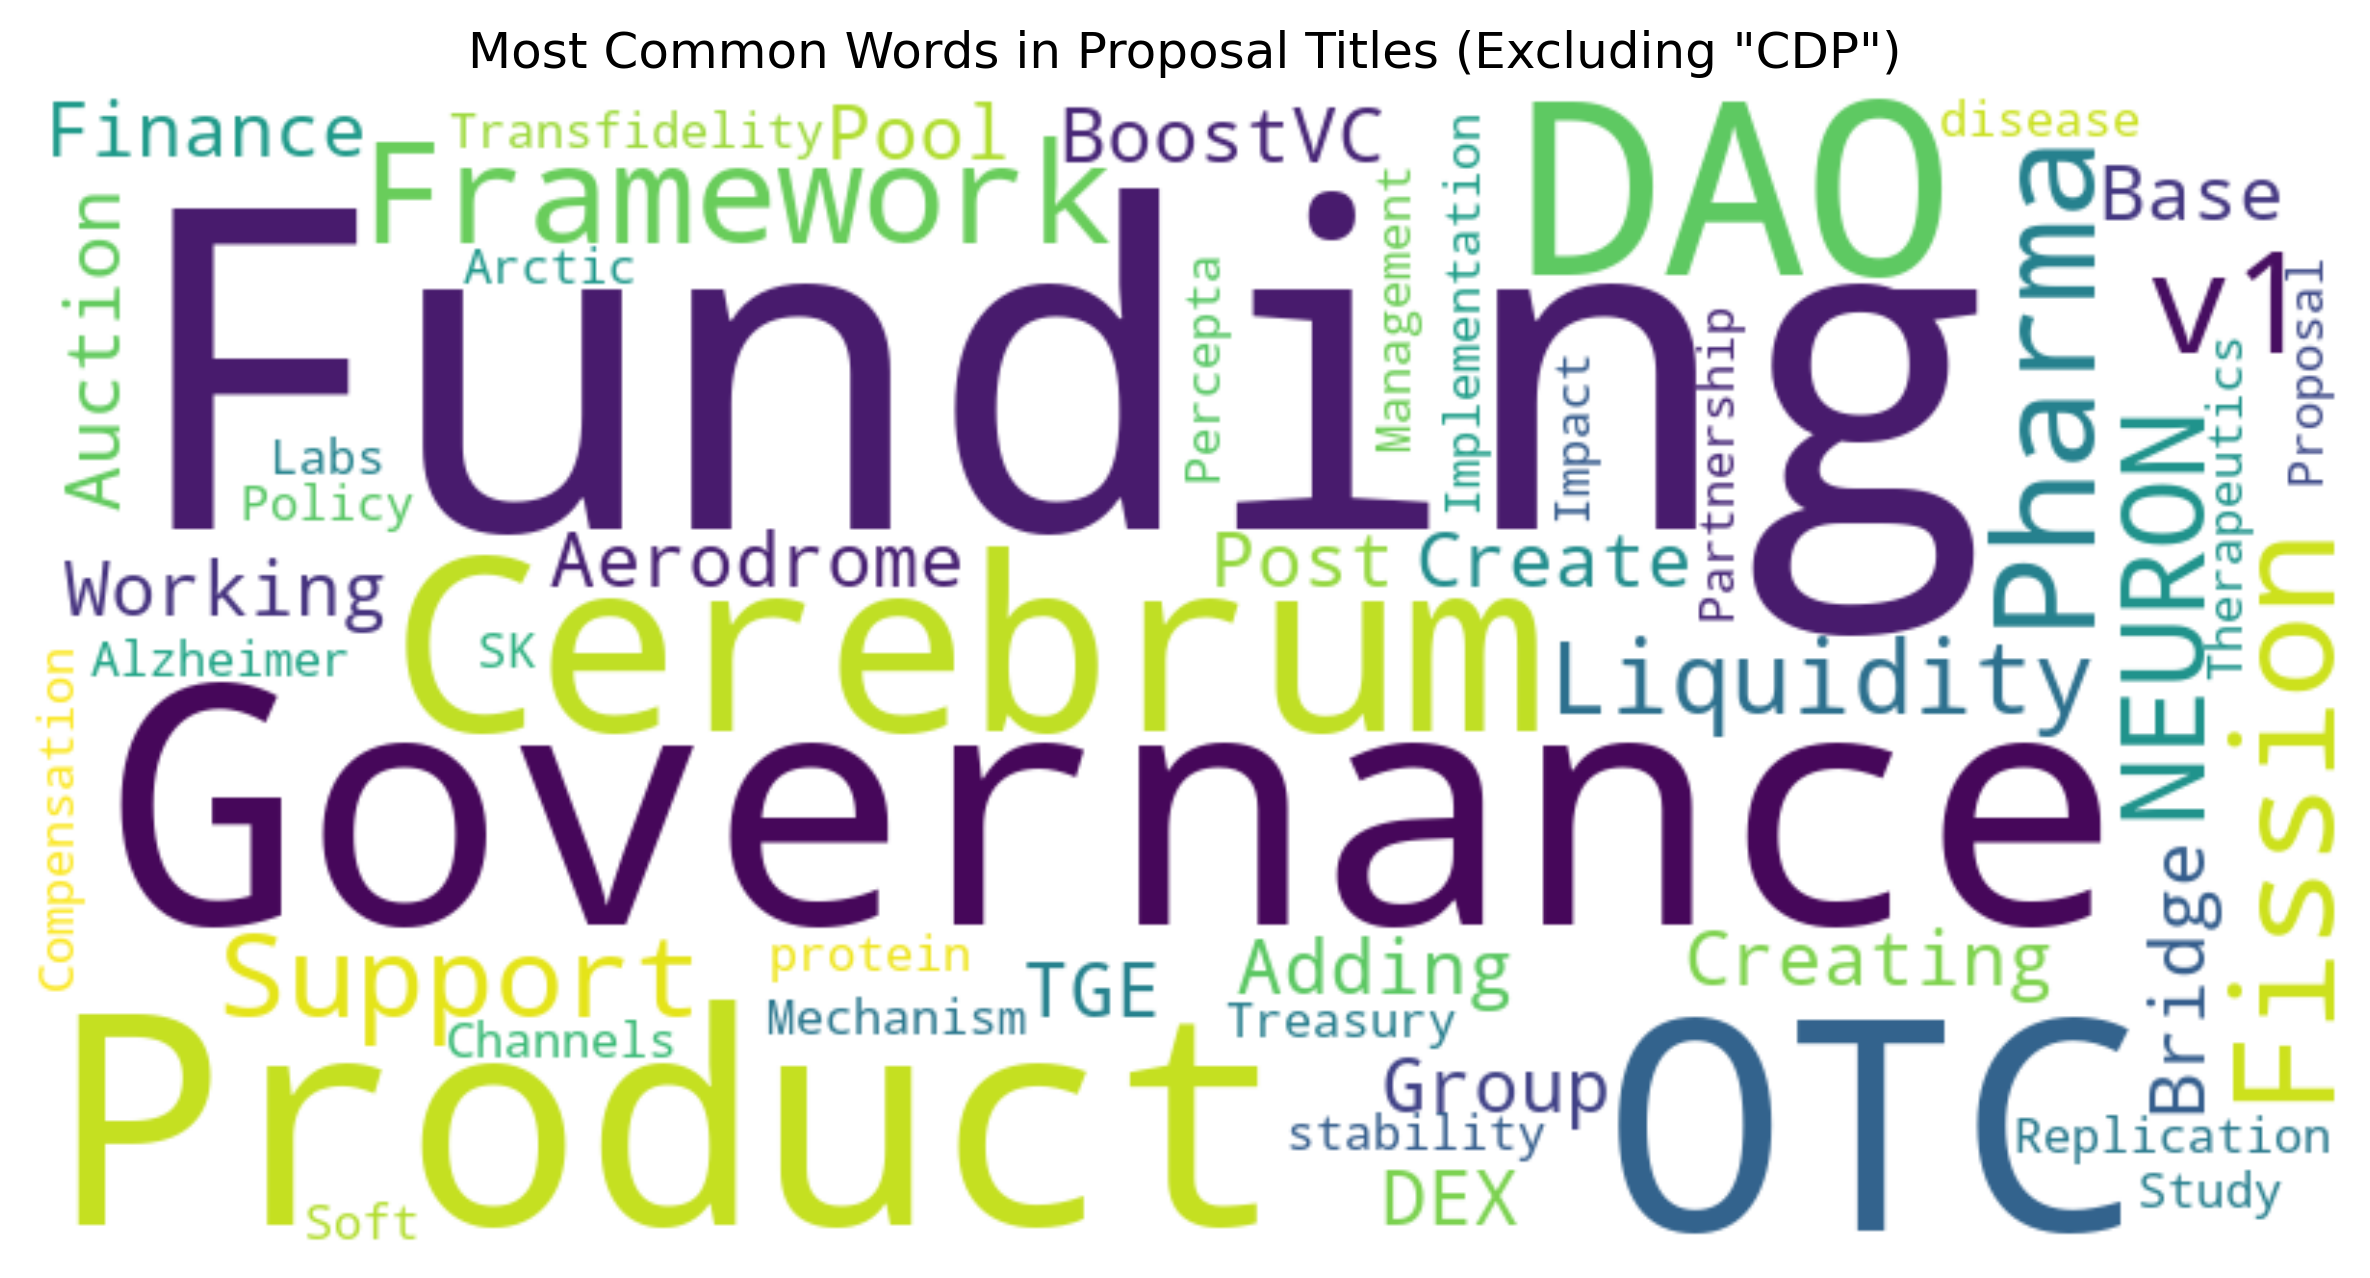 Most Common Words in Proposal Titles (Excluding "CDP")
Finance
Transfidelity
Pool
BoostVC
DAO
disease
Framework
Base
Auction
Arctic
Percepta
Management
Implementation
Pharma
v1
Proposal
Funding
Labs
Policy
Impact
Partnership
Therapeutics
NEURON
Working
Aerodrome
Post
Create
Fission
Alzheimer
SK
Cerebrum
Liquidity
Compensation
Governance
Bridge
Support
protein
TGE
Adding
Creating
Mechanism
Treasury
Channels
Product
Group
OTC
stability
Replication
DEX
Study
Soft